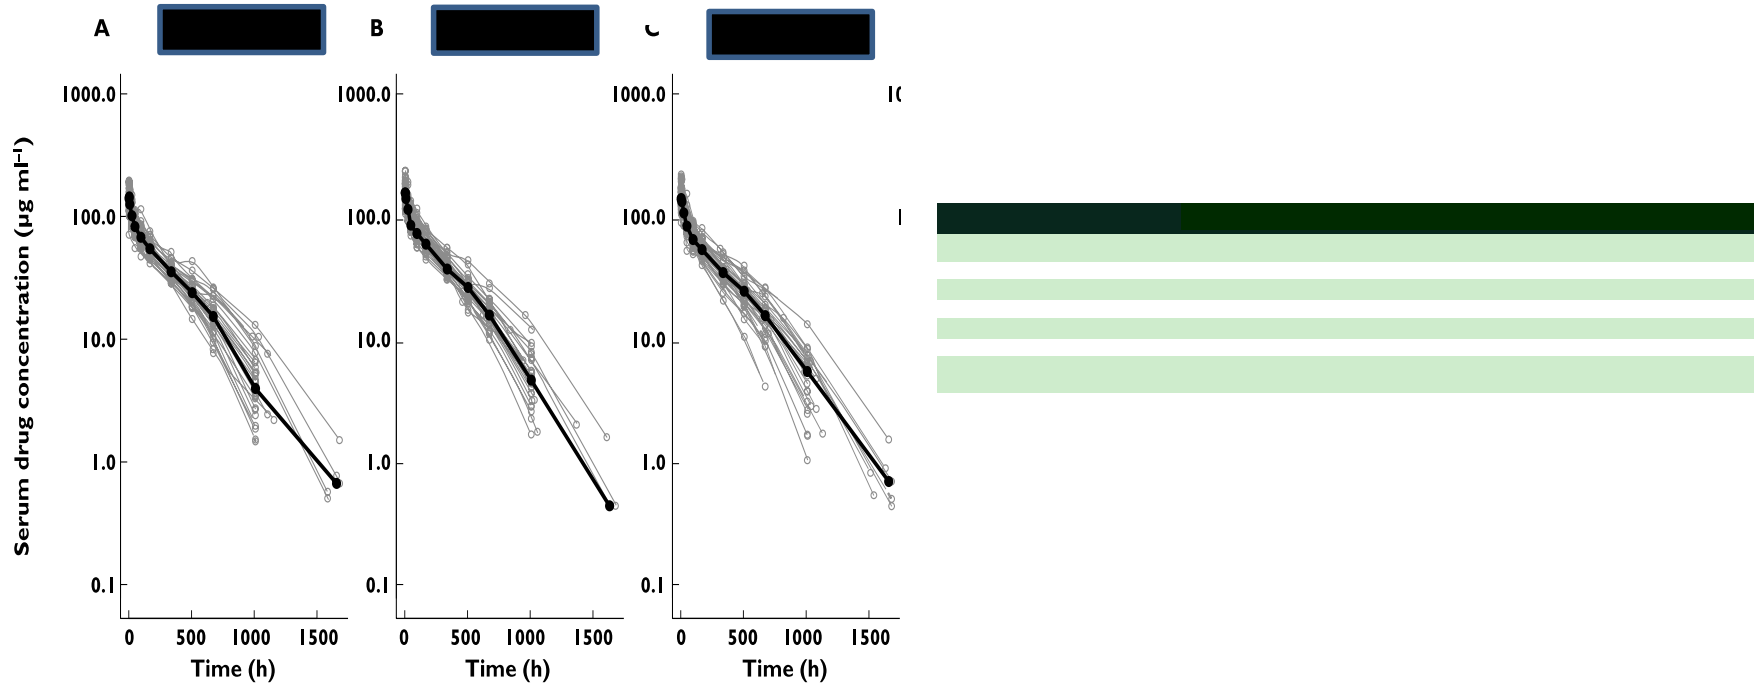 A B C
1000.0 1000.0 1000.0 10
100.0 100.0 100.0 1
10.0 10.0 10.0
1.0 1.0 1.0
0.1 0.1 0.1
0 500 1000 1500 0 500 1000 1500 0 500 1000 1500
Time (h) Time (h) Time (h)
Serum drug concentration (µg ml⁻¹)